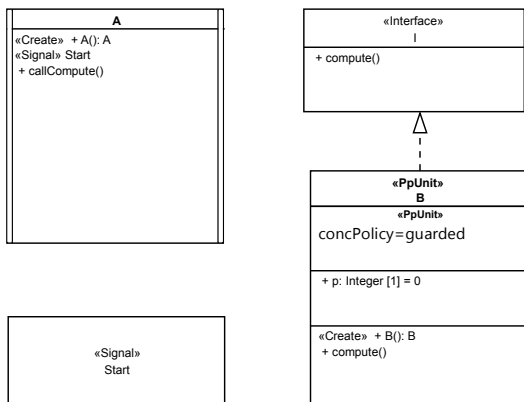 A
«Create» + A(): A
«Signal» Start
+ callCompute()
«Interface»
I
+ compute()
«PpUnit»
B
«PpUnit»
concPolicy=guarded
+ p: Integer [1] = 0
«Create» + B(): B
+ compute()
«Signal»
Start